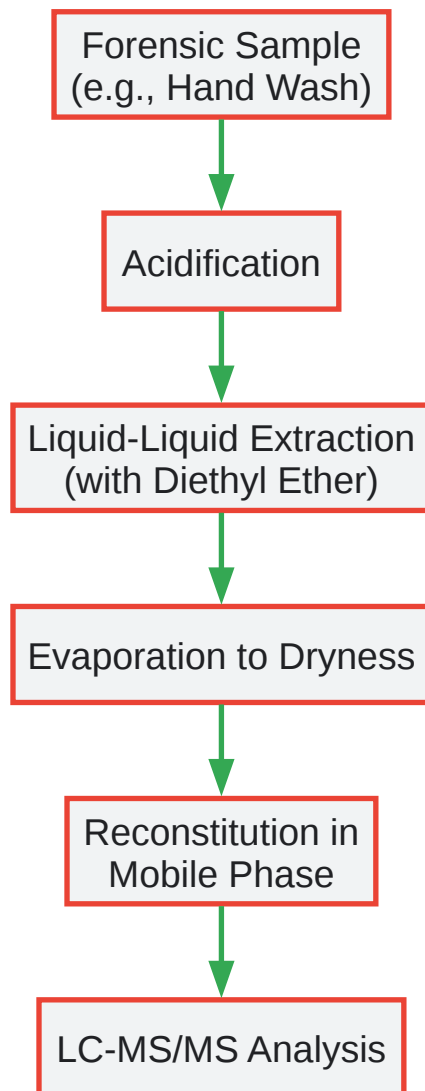 Forensic Sample
(e.g., Hand Wash)
Acidification
Liquid-Liquid Extraction
(with Diethyl Ether)
Evaporation to Dryness
Reconstitution in
Mobile Phase
LC-MS/MS Analysis